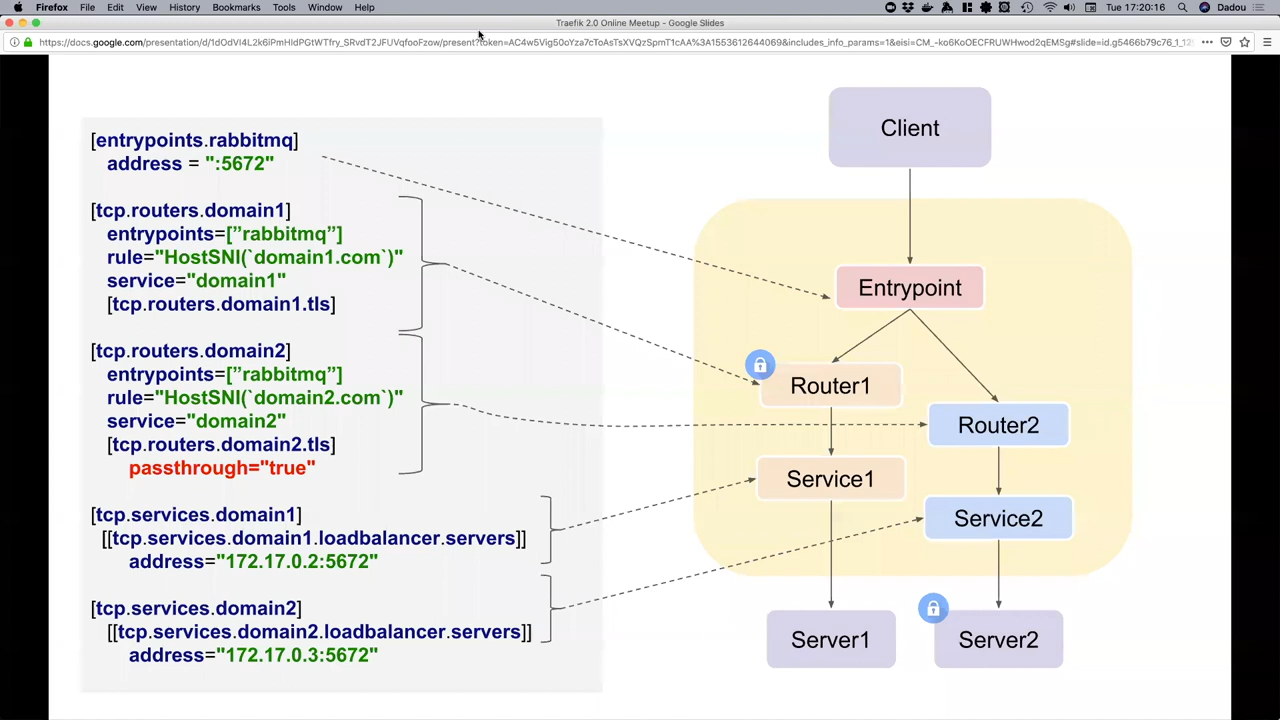 Firefox File Edit View History Bookmarks Tools Window Help
Tue 17:20:16 Dadou
Traefik 2.0 Online Meetup - Google Slides
[entrypoints.rabbitmq]
address = ":5672"
[tcp.routers.domain1]
entrypoints=["rabbitmq"]
rule="HostSNI(`domain1.com`)"
service="domain1"
[tcp.routers.domain1.tls]
[tcp.routers.domain2]
entrypoints=["rabbitmq"]
rule="HostSNI(`domain2.com`)"
service="domain2"
[tcp.routers.domain2.tls]
passthrough="true"
[tcp.services.domain1]
[[tcp.services.domain1.loadbalancer.servers]]
address="172.17.0.2:5672"
[tcp.services.domain2]
[[tcp.services.domain2.loadbalancer.servers]]
address="172.17.0.3:5672"
Client
Entrypoint
Router1
Router2
Service1
Service2
Server1
Server2